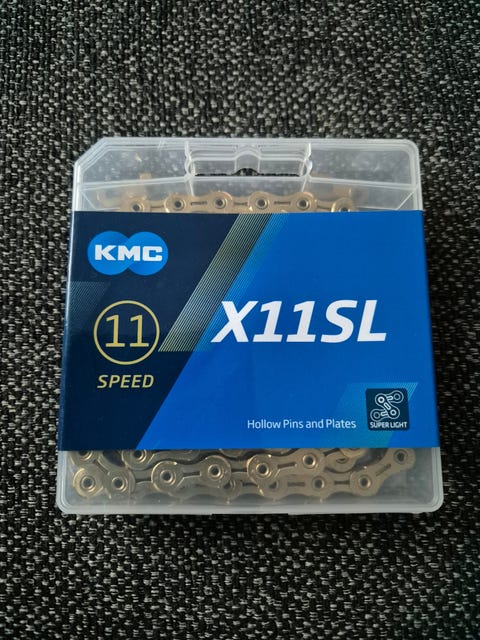 KMC
11
SPEED
X11SL
Hollow Pins and Plates
SUPER LIGHT